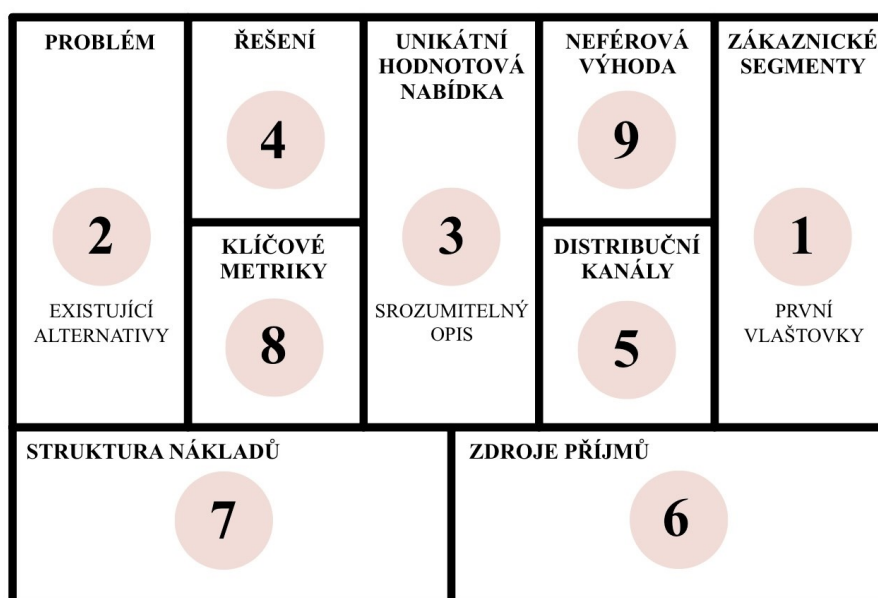 PROBLÉM
2
EXISTUJÍCÍ
ALTERNATIVY
ŘEŠENÍ
4
KLÍČOVÉ
METRIKY
8
UNIKÁTNÍ
HODNOTOVÁ
NABÍDKA
3
SROZUMITELNÝ
OPIS
NEFÉROVÁ
VÝHODA
9
DISTRIBUČNÍ
KANÁLY
5
ZÁKAZNICKÉ
SEGMENTY
1
PRVNÍ
VLAŠTOVKY
STRUKTURA NÁKLADŮ
7
ZDROJE PŘÍJMŮ
6